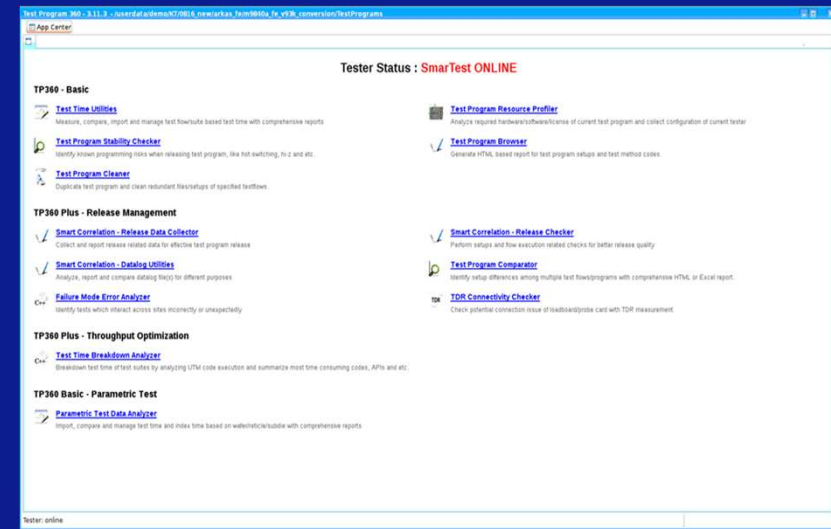 Test Program 360 - 3.11.3 - /userdata/demo/KT/0816_new/arkas_fe/m9840a_fe_v93k_conversion/TestPrograms
App Center
Tester Status : SmarTest ONLINE
TP360 - Basic
Test Time Utilities
Measure, compare, import and manage test flow/suite based test time with comprehensive reports
Test Program Resource Profiler
Analyze required hardware/software/license of current test program and collect configuration of current tester
Test Program Stability Checker
Identify known programming risks when releasing test program, like hot switching, hi-z and etc.
Test Program Browser
Generate HTML based report for test program setups and test method codes.
Test Program Cleaner
Duplicate test program and clean redundant files/setups of specified testflows.
TP360 Plus - Release Management
Smart Correlation - Release Data Collector
Collect and report release related data for effective test program release
Smart Correlation - Release Checker
Perform setups and flow execution related checks for better release quality
Smart Correlation - Datalog Utilities
Analyze, report and compare datalog file(s) for different purposes
Test Program Comparator
Identify setup differences among multiple test flows/programs with comprehensive HTML or Excel report.
C++
Failure Mode Error Analyzer
Identify tests which interact across sites incorrectly or unexpectedly
TDR
TDR Connectivity Checker
Check potential connection issue of loadboard/probe card with TDR measurement
TP360 Plus - Throughput Optimization
C++
Test Time Breakdown Analyzer
Breakdown test time of test suites by analyzing UTM code execution and summarize most time consuming codes, APIs and etc.
TP360 Basic - Parametric Test
Parametric Test Data Analyzer
Import, compare and manage test time and index time based on wafer/reticle/subdie with comprehensive reports
Tester: online